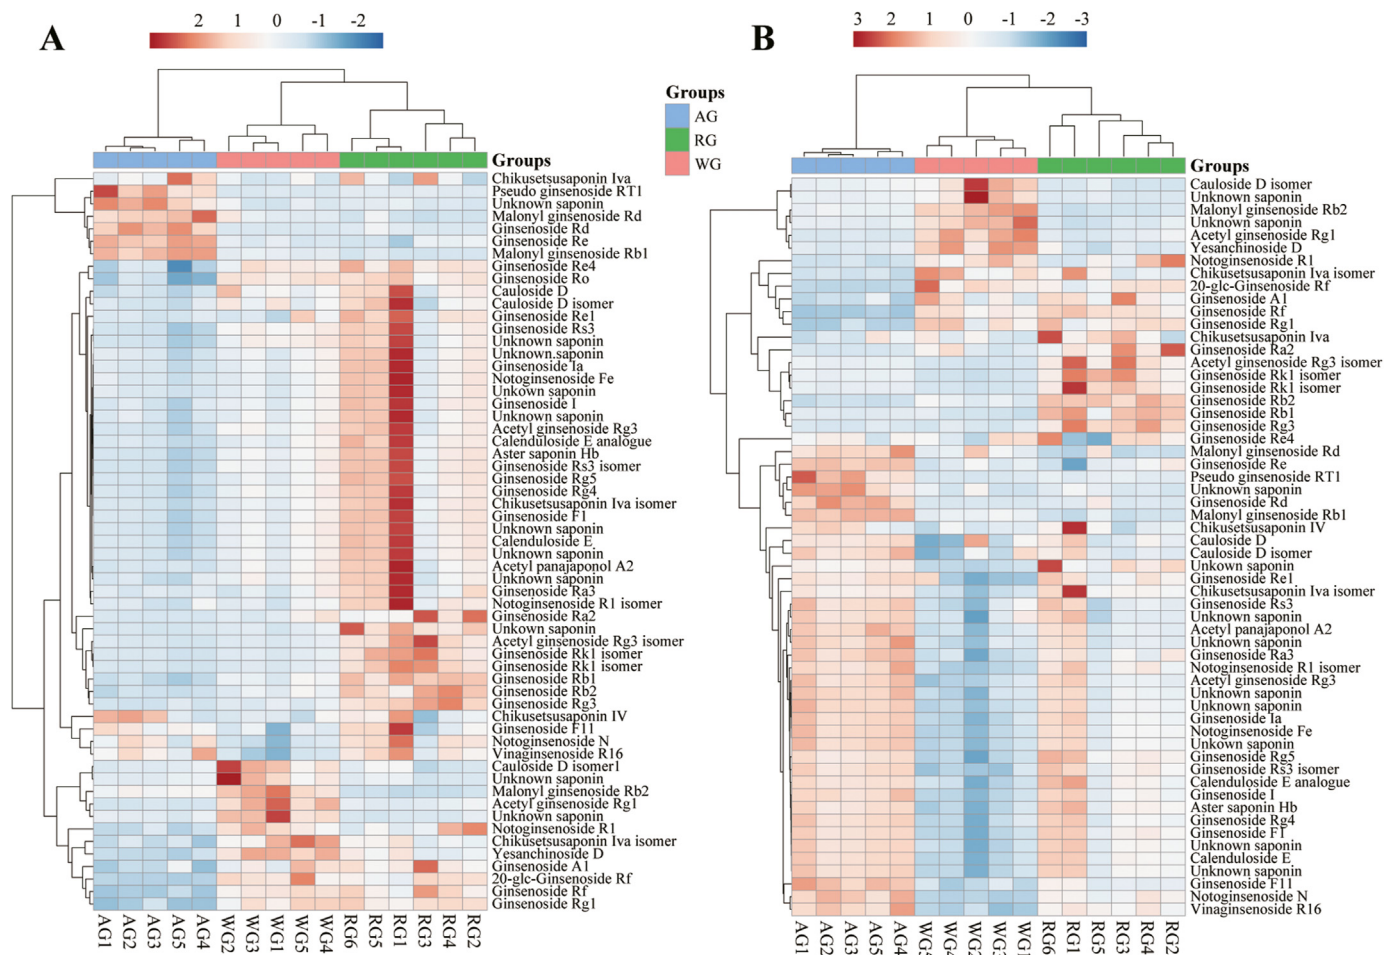 A
2 1 0 -1 -2
Groups
Chikusetsusaponin Iva
Pseudo ginsenoside RT1
Unknown saponin
Malonyl ginsenoside Rd
Ginsenoside Rd
Ginsenoside Re
Malonyl ginsenoside Rb1
Ginsenoside Re4
Ginsenoside Ro
Cauloside D
Cauloside D isomer
Ginsenoside Re1
Ginsenoside Rs3
Unknown saponin
Unknown.saponin
Ginsenoside Ia
Notoginsenoside Fe
Unkown saponin
Ginsenoside I
Unknown saponin
Acetyl ginsenoside Rg3
Calenduloside E analogue
Aster saponin Hb
Ginsenoside Rs3 isomer
Ginsenoside Rg5
Ginsenoside Rg4
Chikusetsusaponin Iva isomer
Ginsenoside F1
Unknown saponin
Calenduloside E
Unknown saponin
Acetyl panajaponol A2
Unknown saponin
Ginsenoside Ra3
Notoginsenoside R1 isomer
Ginsenoside Ra2
Unkown saponin
Acetyl ginsenoside Rg3 isomer
Ginsenoside Rk1 isomer
Ginsenoside Rk1 isomer
Ginsenoside Rb1
Ginsenoside Rb2
Ginsenoside Rg3
Chikusetsusaponin IV
Ginsenoside F11
Notoginsenoside N
Vinaginsenoside R16
Cauloside D isomer1
Unknown saponin
Malonyl ginsenoside Rb2
Acetyl ginsenoside Rg1
Unknown saponin
Notoginsenoside R1
Chikusetsusaponin Iva isomer
Yesanchinoside D
Ginsenoside A1
20-glc-Ginsenoside Rf
Ginsenoside Rf
Ginsenoside Rg1
AG1 AG2 AG3 AG5 AG4 WG2 WG3 WG1 WG5 WG4 RG6 RG5 RG1 RG3 RG4 RG2
Groups
AG
RG
WG
B
3 2 1 0 -1 -2 -3
Groups
Cauloside D isomer
Unknown saponin
Malonyl ginsenoside Rb2
Unknown saponin
Acetyl ginsenoside Rg1
Yesanchinoside D
Notoginsenoside R1
Chikusetsusaponin Iva isomer
20-glc-Ginsenoside Rf
Ginsenoside A1
Ginsenoside Rf
Ginsenoside Rg1
Chikusetsusaponin Iva
Ginsenoside Ra2
Acetyl ginsenoside Rg3 isomer
Ginsenoside Rk1 isomer
Ginsenoside Rk1 isomer
Ginsenoside Rb2
Ginsenoside Rb1
Ginsenoside Rg3
Ginsenoside Re4
Malonyl ginsenoside Rd
Ginsenoside Re
Pseudo ginsenoside RT1
Unknown saponin
Ginsenoside Rd
Malonyl ginsenoside Rb1
Chikusetsusaponin IV
Cauloside D
Cauloside D isomer
Unkown saponin
Ginsenoside Re1
Chikusetsusaponin Iva isomer
Ginsenoside Rs3
Unknown saponin
Acetyl panajaponol A2
Unknown saponin
Ginsenoside Ra3
Notoginsenoside R1 isomer
Acetyl ginsenoside Rg3
Unknown saponin
Unknown saponin
Ginsenoside Ia
Notoginsenoside Fe
Unkown saponin
Ginsenoside Rg5
Ginsenoside Rs3 isomer
Calenduloside E analogue
Ginsenoside I
Aster saponin Hb
Ginsenoside Rg4
Ginsenoside F1
Unknown saponin
Calenduloside E
Unknown saponin
Ginsenoside F11
Notoginsenoside N
Vinaginsenoside R16
AG1 AG2 AG3 AG5 AG4 RG6 RG1 RG5 RG3 RG4 RG2